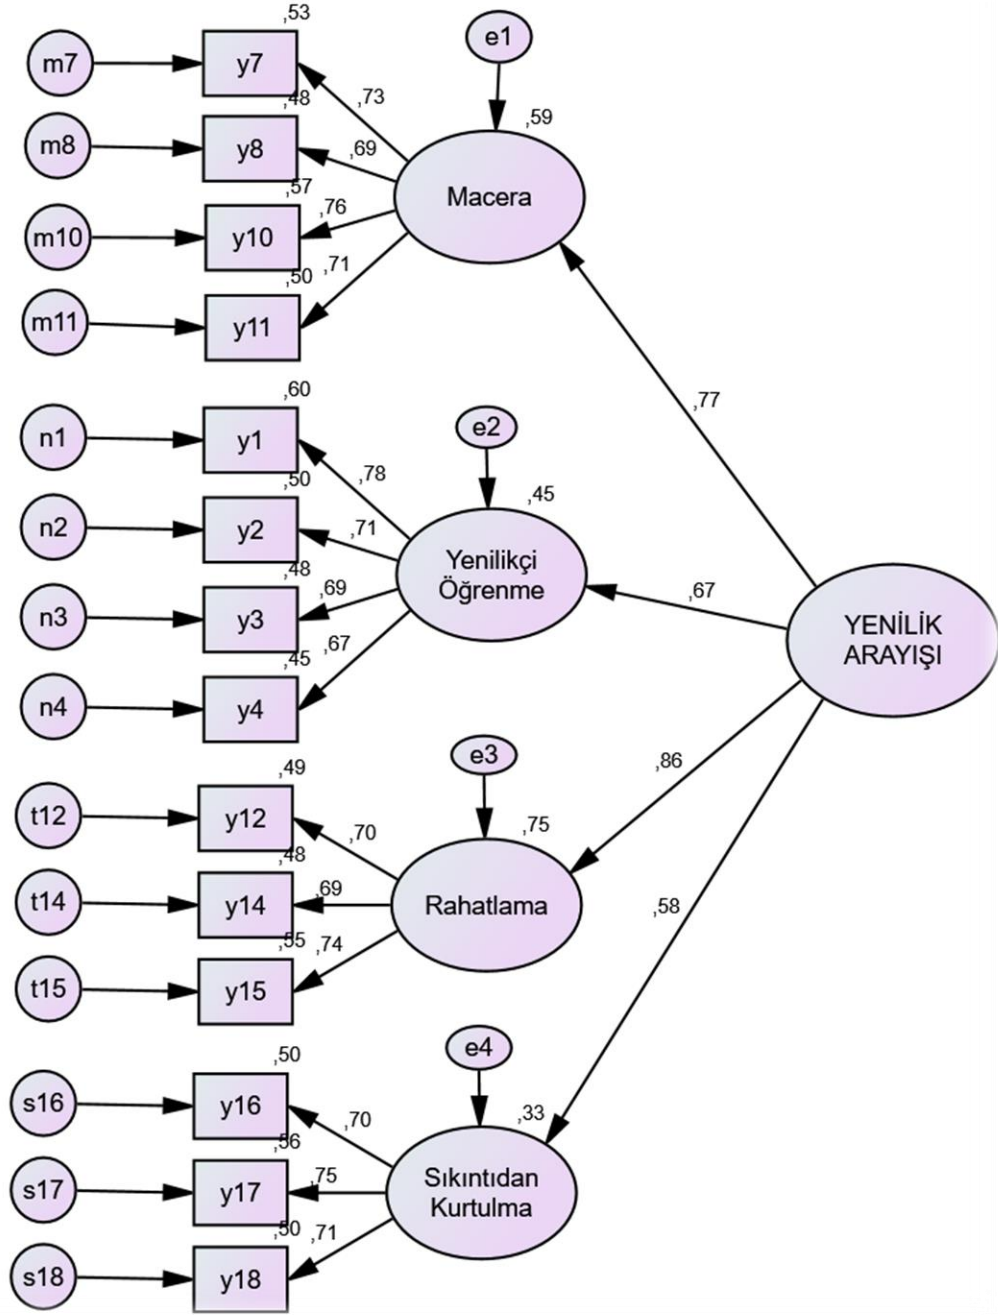 ,53
m7
y7
,73
e1
,59
,48
m8
y8
,69
Macera
,57
m10
y10
,76
,50
m11
y11
,71
,77
,60
n1
y1
,78
e2
,45
,50
n2
y2
,71
Yenilikçi
Öğrenme
,48
n3
y3
,69
,67
,45
n4
y4
,67
YENİLİK
ARAYIŞI
,49
t12
y12
,70
e3
,75
,86
,48
t14
y14
,69
Rahatlama
,58
,55
t15
y15
,74
,50
s16
y16
,70
e4
,33
,56
s17
y17
,75
Sıkıntıdan
Kurtulma
,50
s18
y18
,71